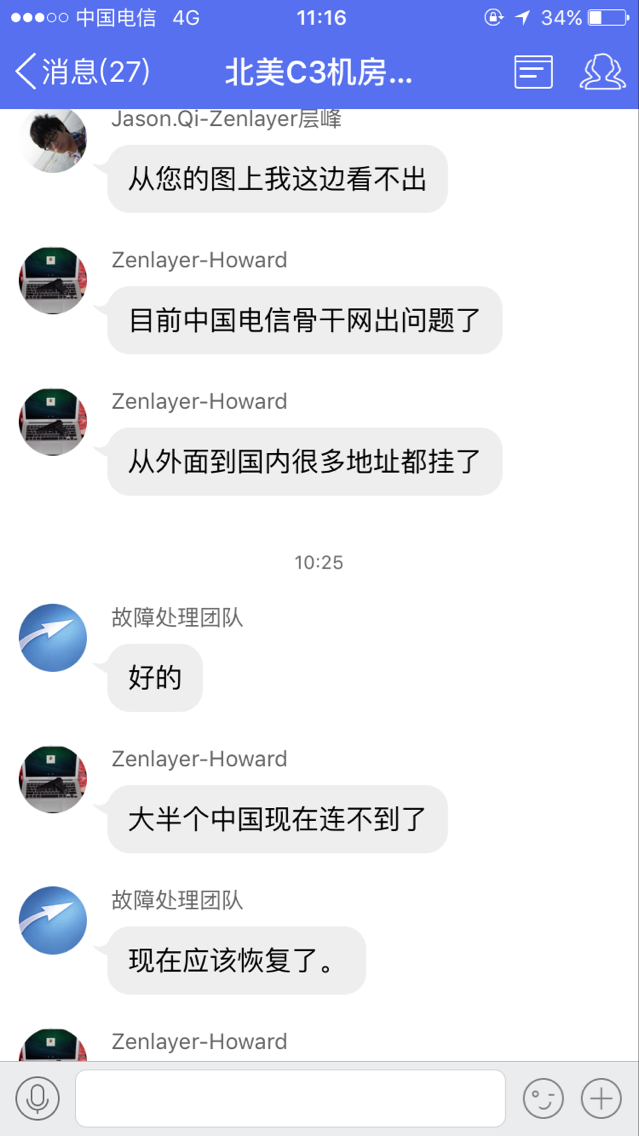 中国电信 4G 11:16 34%
消息(27) 北美C3机房...
Jason.Qi-Zenlayer层峰
从您的图上我这边看不出
Zenlayer-Howard
目前中国电信骨干网出问题了
Zenlayer-Howard
从外面到国内很多地址都挂了
10:25
故障处理团队
好的
Zenlayer-Howard
大半个中国现在连不到了
故障处理团队
现在应该恢复了。
Zenlayer-Howard